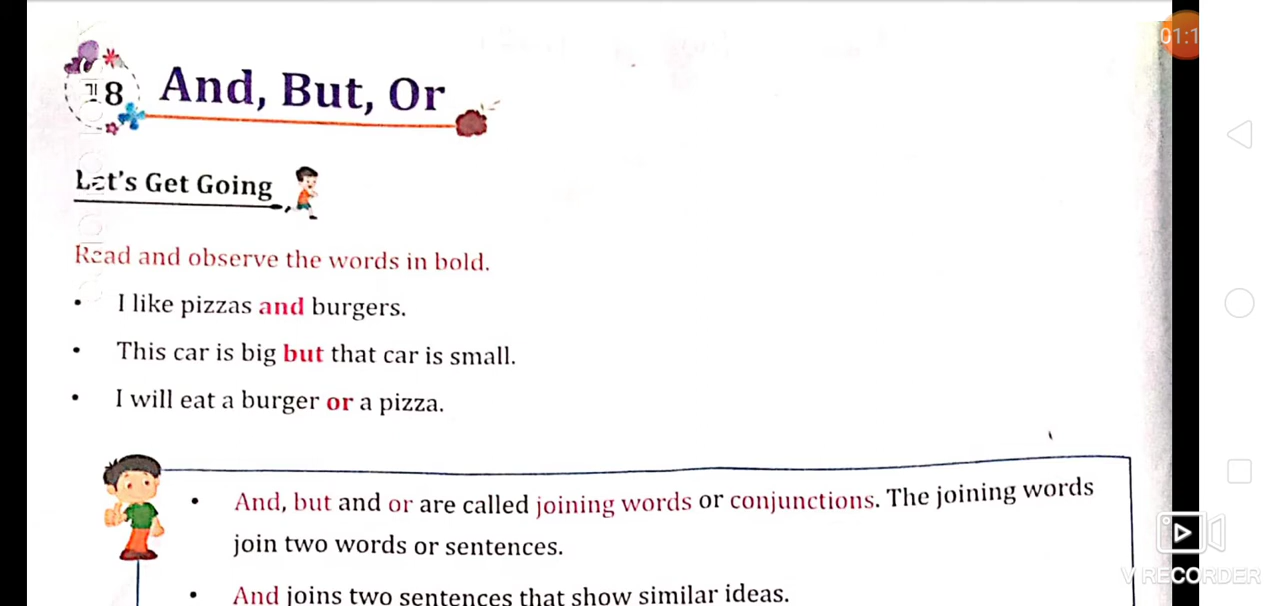 01:1
18 And, But, Or
Let's Get Going
Read and observe the words in bold.
• I like pizzas and burgers.
• This car is big but that car is small.
• I will eat a burger or a pizza.
• And, but and or are called joining words or conjunctions. The joining words
join two words or sentences.
• And joins two sentences that show similar ideas.
V RECORDER